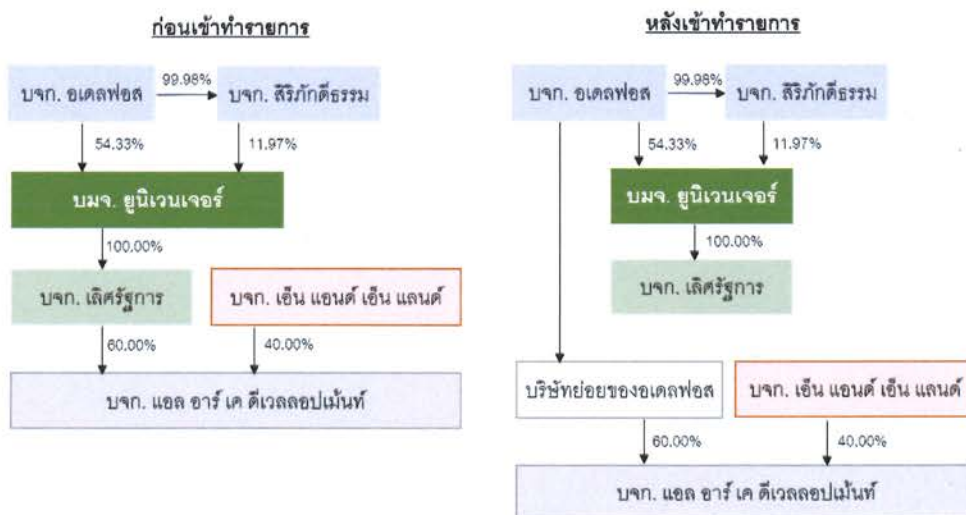 ก่อนเข้าทำรายการ
บจก. อเดลฟอส
99.98%
บจก. สิริภักดีธรรม
54.33%
11.97%
บมจ. ยูนิเวนเจอร์
100.00%
บจก. เลิศรัฐการ
บจก. เอ็น แอนด์ เอ็น แลนด์
60.00%
40.00%
บจก. แอล อาร์ เค ดีเวลลอปเม้นท์
หลังเข้าทำรายการ
บจก. อเดลฟอส
99.98%
บจก. สิริภักดีธรรม
54.33%
11.97%
บมจ. ยูนิเวนเจอร์
100.00%
บจก. เลิศรัฐการ
บริษัทย่อยของอเดลฟอส
บจก. เอ็น แอนด์ เอ็น แลนด์
60.00%
40.00%
บจก. แอล อาร์ เค ดีเวลลอปเม้นท์